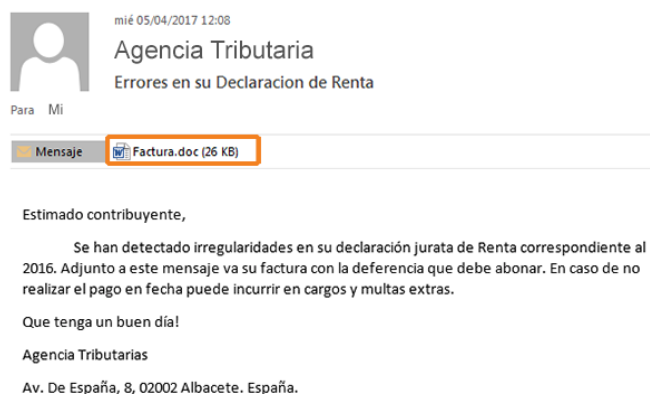 mié 05/04/2017 12:08
Agencia Tributaria
Errores en su Declaracion de Renta
Para Mi
Mensaje Factura.doc (26 KB)
Estimado contribuyente,
Se han detectado irregularidades en su declaración jurata de Renta correspondiente al
2016. Adjunto a este mensaje va su factura con la deferencia que debe abonar. En caso de no
realizar el pago en fecha puede incurrir en cargos y multas extras.
Que tenga un buen día!
Agencia Tributarias
Av. De España, 8, 02002 Albacete. España.